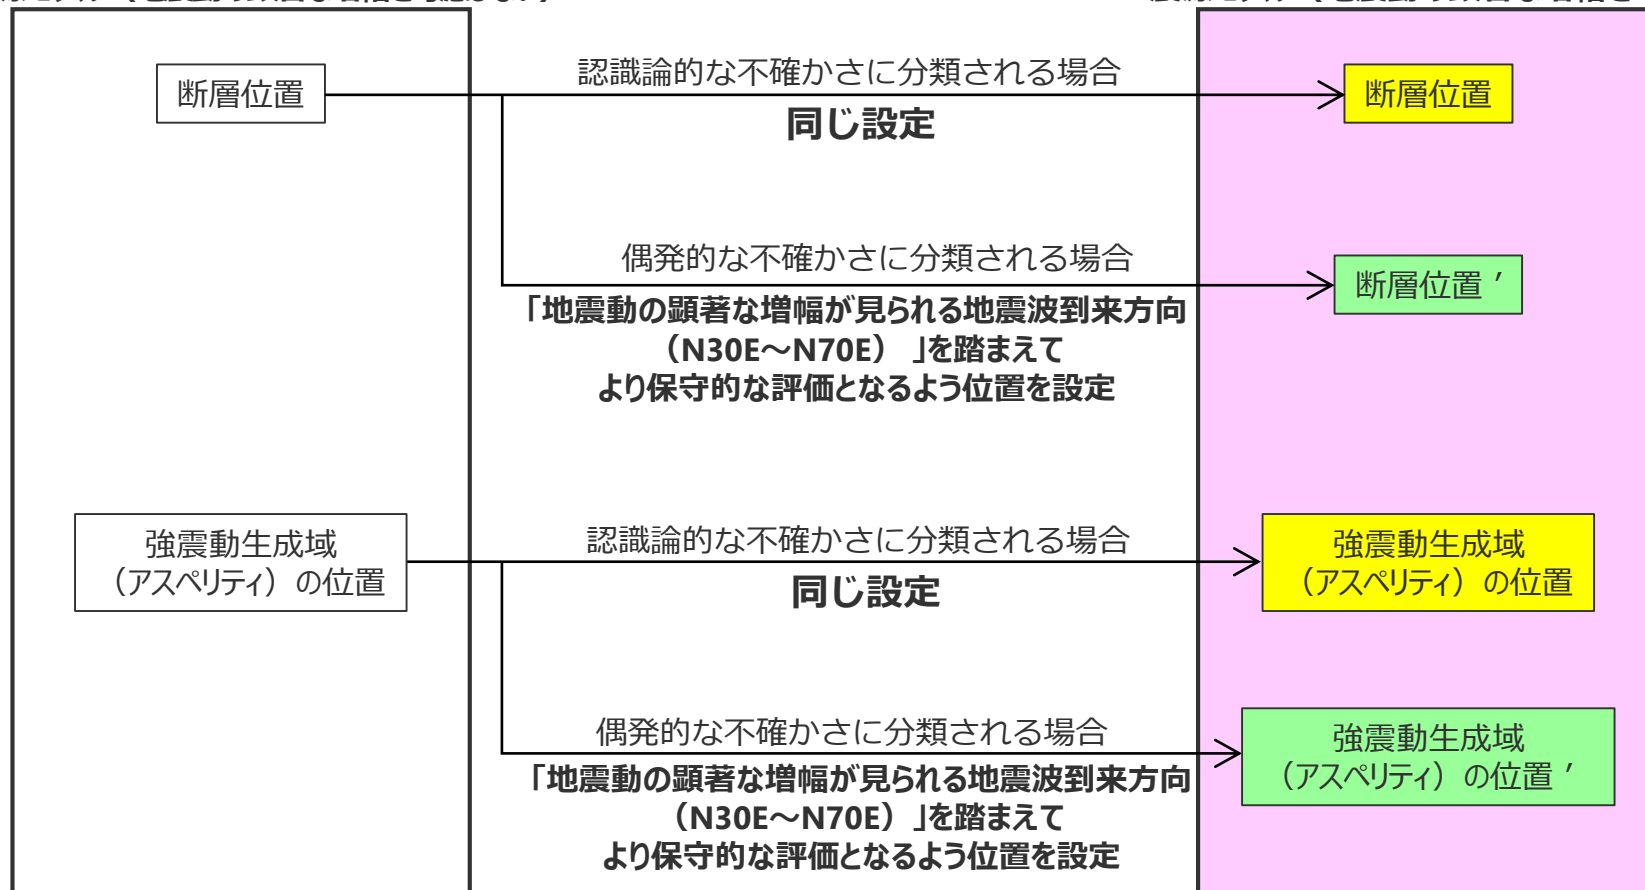 断層位置
認識論的な不確かさに分類される場合
同じ設定
断層位置
偶発的な不確かさに分類される場合
「地震動の顕著な増幅が見られる地震波到来方向
（N30E～N70E） 」を踏まえて
より保守的な評価となるよう位置を設定
断層位置 ′
強震動生成域
（アスペリティ）の位置
認識論的な不確かさに分類される場合
同じ設定
強震動生成域
（アスペリティ）の位置
偶発的な不確かさに分類される場合
「地震動の顕著な増幅が見られる地震波到来方向
（N30E～N70E）」を踏まえて
より保守的な評価となるよう位置を設定
強震動生成域
（アスペリティ）の位置 ′